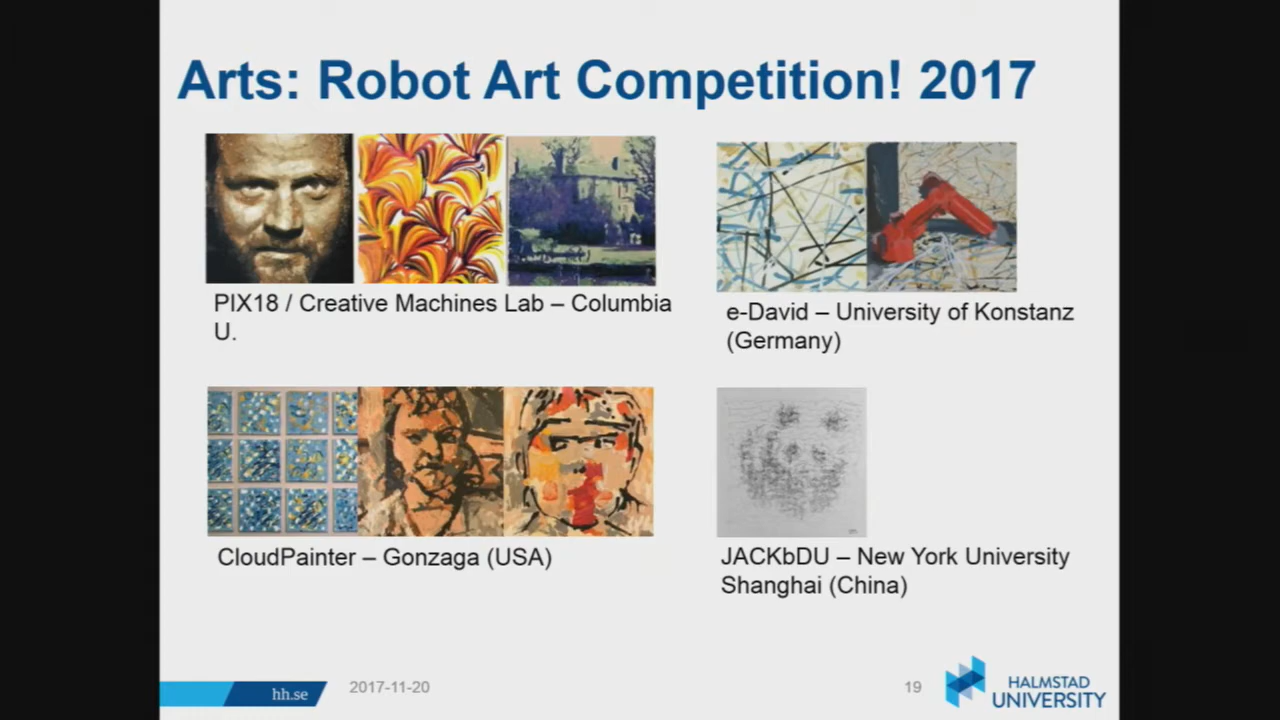 Arts: Robot Art Competition! 2017
PIX18 / Creative Machines Lab – Columbia
U.
e-David – University of Konstanz
(Germany)
CloudPainter – Gonzaga (USA)
JACKbDU – New York University
Shanghai (China)
hh.se
2017-11-20
19
HALMSTAD
UNIVERSITY